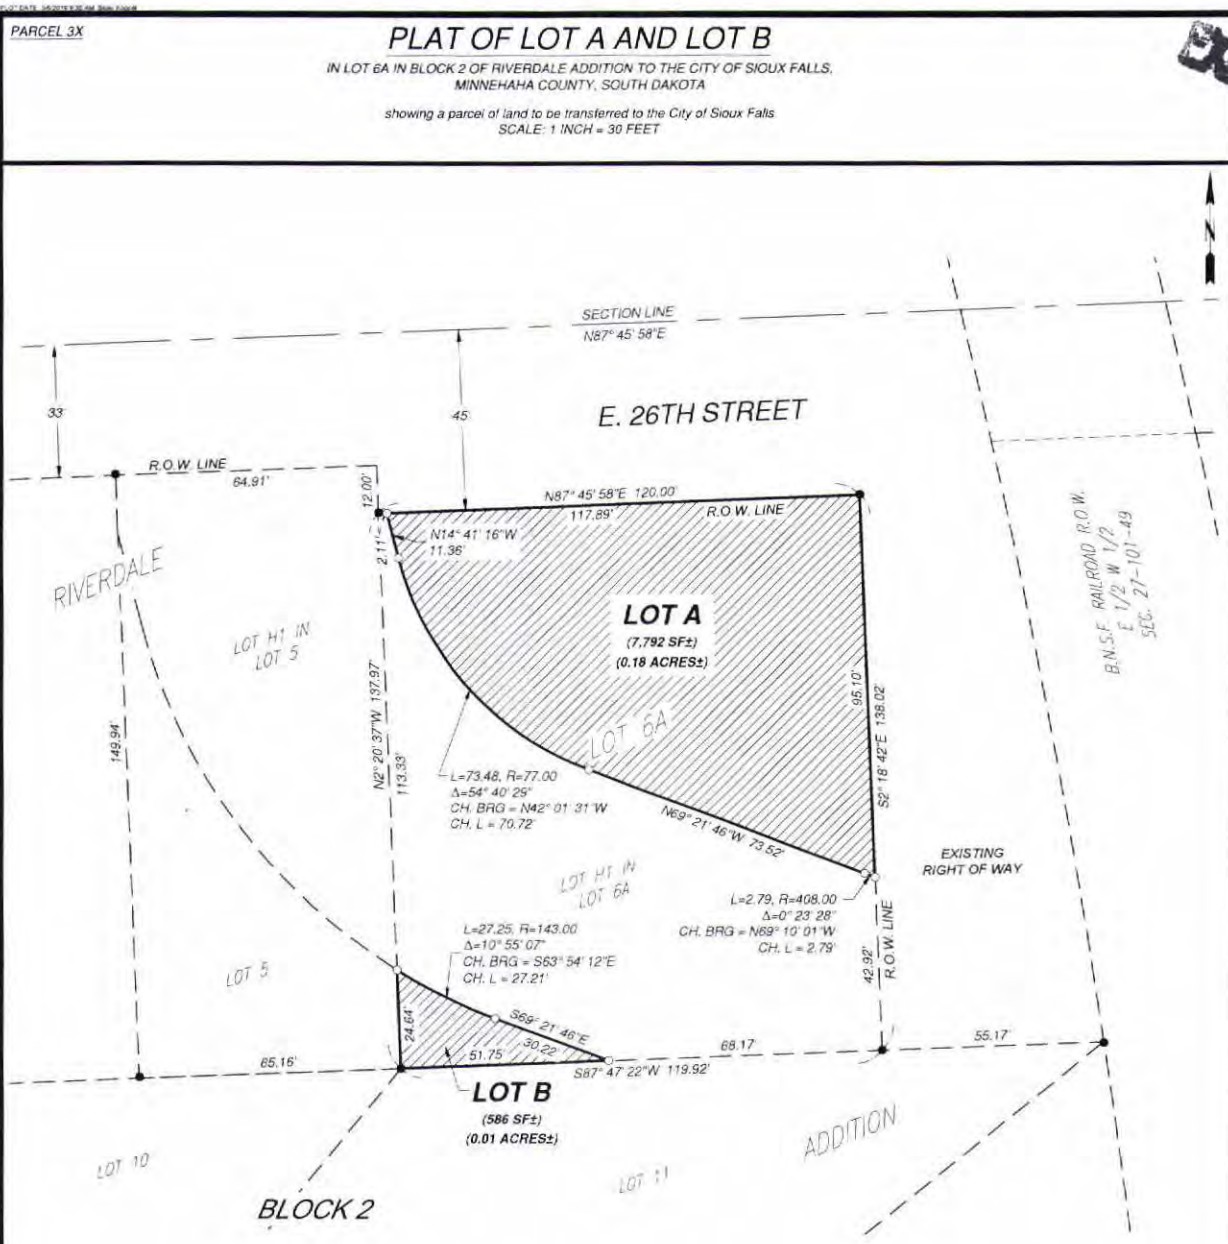 PARCEL 3X
PLAT OF LOT A AND LOT B
IN LOT 6A IN BLOCK 2 OF RIVERDALE ADDITION TO THE CITY OF SIOUX FALLS,
MINNEHAHA COUNTY, SOUTH DAKOTA
showing a parcel of land to be transferred to the City of Sioux Falls
SCALE: 1 INCH = 30 FEET
N
SECTION LINE
N87° 45' 58"E
33'
45'
E. 26TH STREET
R.O.W. LINE
64.91'
12.00'
N87° 45' 58"E 120.00'
117.89'
R.O.W. LINE
2.11'
N14° 41' 16"W
11.36'
RIVERDALE
LOT H1 IN
LOT 5
LOT A
(7,792 SF±)
(0.18 ACRES±)
B.N.S.F. RAILROAD R.O.W.
E 1/2 W 1/2
SEC. 27-101-49
149.94'
N2° 20' 37"W 137.97'
113.33'
LOT 6A
95.10'
S2° 18' 42"E 138.02'
L=73.48, R=77.00
Δ=54° 40' 29"
CH. BRG = N42° 01' 31"W
CH. L = 70.72'
N69° 21' 46"W 73.52'
EXISTING
RIGHT OF WAY
LOT H1 IN
LOT 6A
L=2.79, R=408.00
Δ=0° 23' 28"
CH. BRG = N69° 10' 01"W
CH. L = 2.79'
L=27.25, R=143.00
Δ=10° 55' 07"
CH. BRG = S63° 54' 12"E
CH. L = 27.21'
42.92'
R.O.W. LINE
LOT 5
24.64'
S69° 21' 46"E
30.22'
51.75'
65.16'
68.17'
55.17'
S87° 47' 22"W 119.92'
LOT B
(586 SF±)
(0.01 ACRES±)
ADDITION
LOT 10
LOT 11
BLOCK 2